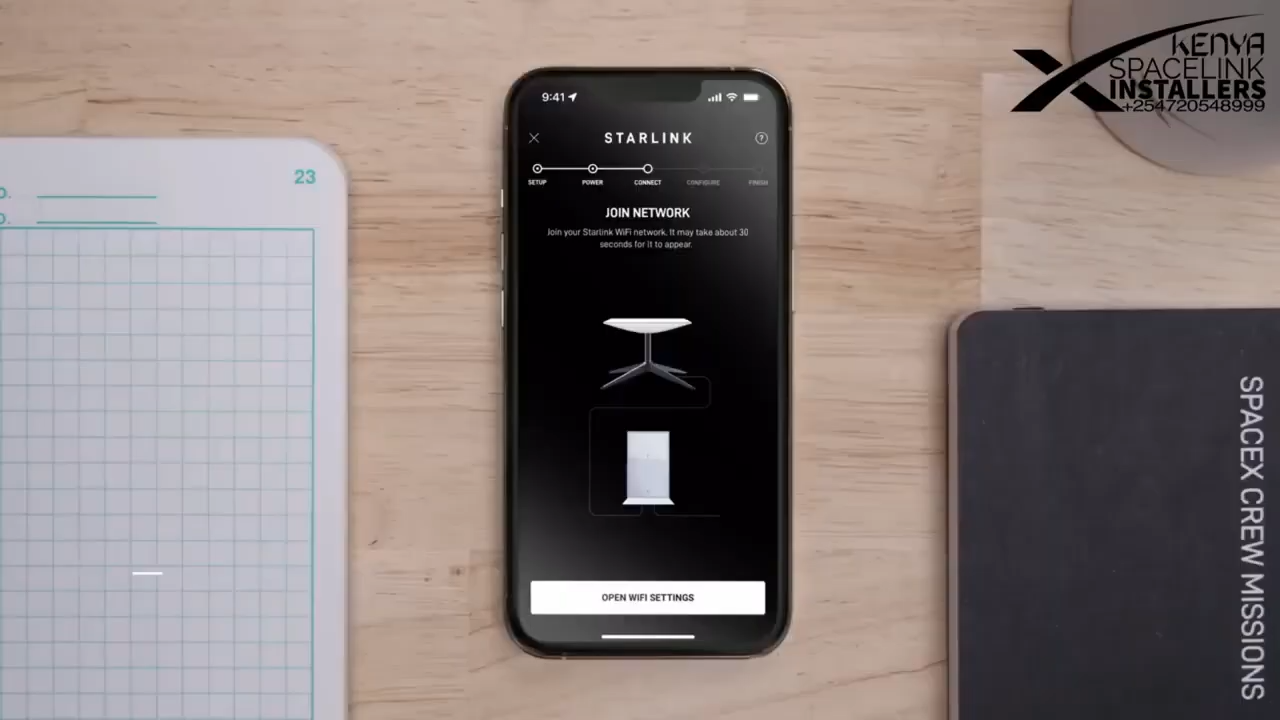 KENYA
SPACELINK
INSTALLERS
+254720548999
23
9:41
STARLINK
SETUP
POWER
CONNECT
CONFIGURE
FINISH
JOIN NETWORK
Join your Starlink WiFi network. It may take about 30
seconds for it to appear.
OPEN WIFI SETTINGS
SPACEX CREW MISSIONS